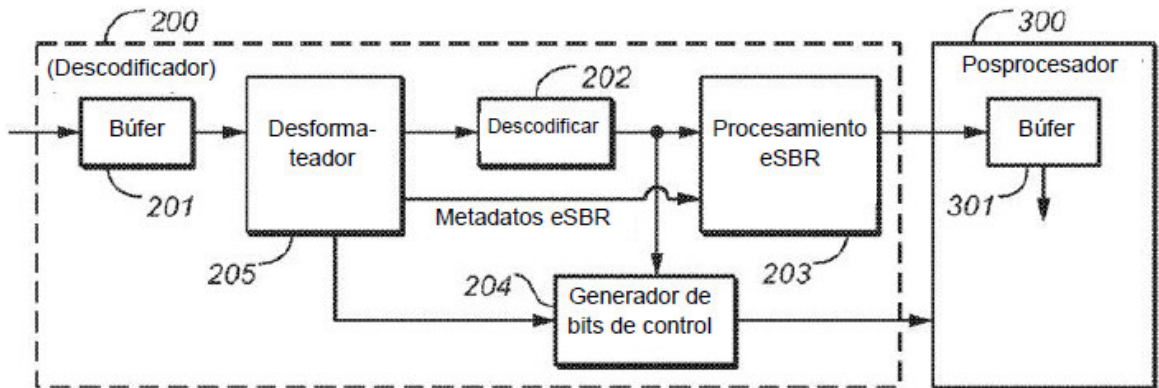 200
300
(Descodificador)
Posprocesador
202
Búfer
Desforma-
teador
Descodificar
Procesamiento
eSBR
Búfer
201
301
Metadatos eSBR
205
204
203
Generador de
bits de control